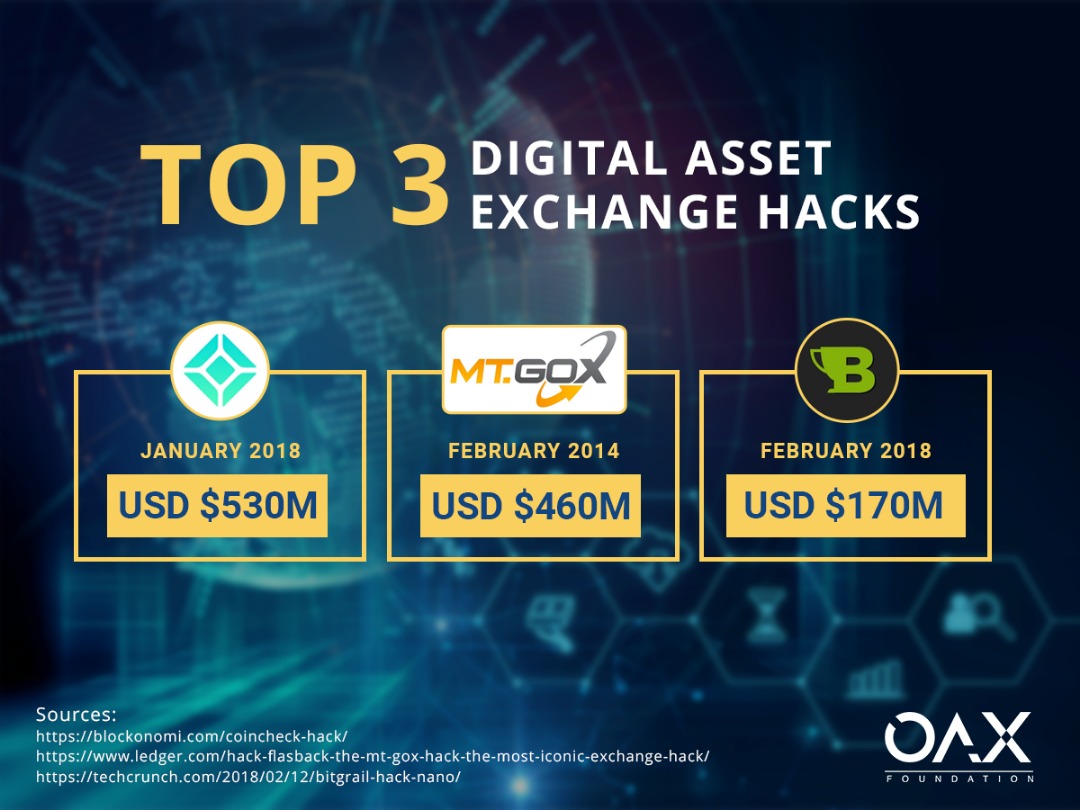 TOP 3
DIGITAL ASSET
EXCHANGE HACKS
MT.GOX
B
JANUARY 2018
FEBRUARY 2014
FEBRUARY 2018
USD $530M
USD $460M
USD $170M
Sources:
https://blockonomi.com/coincheck-hack/
https://www.ledger.com/hack-flasback-the-mt-gox-hack-the-most-iconic-exchange-hack/
https://techcrunch.com/2018/02/12/bitgrail-hack-nano/
OAX
FOUNDATION